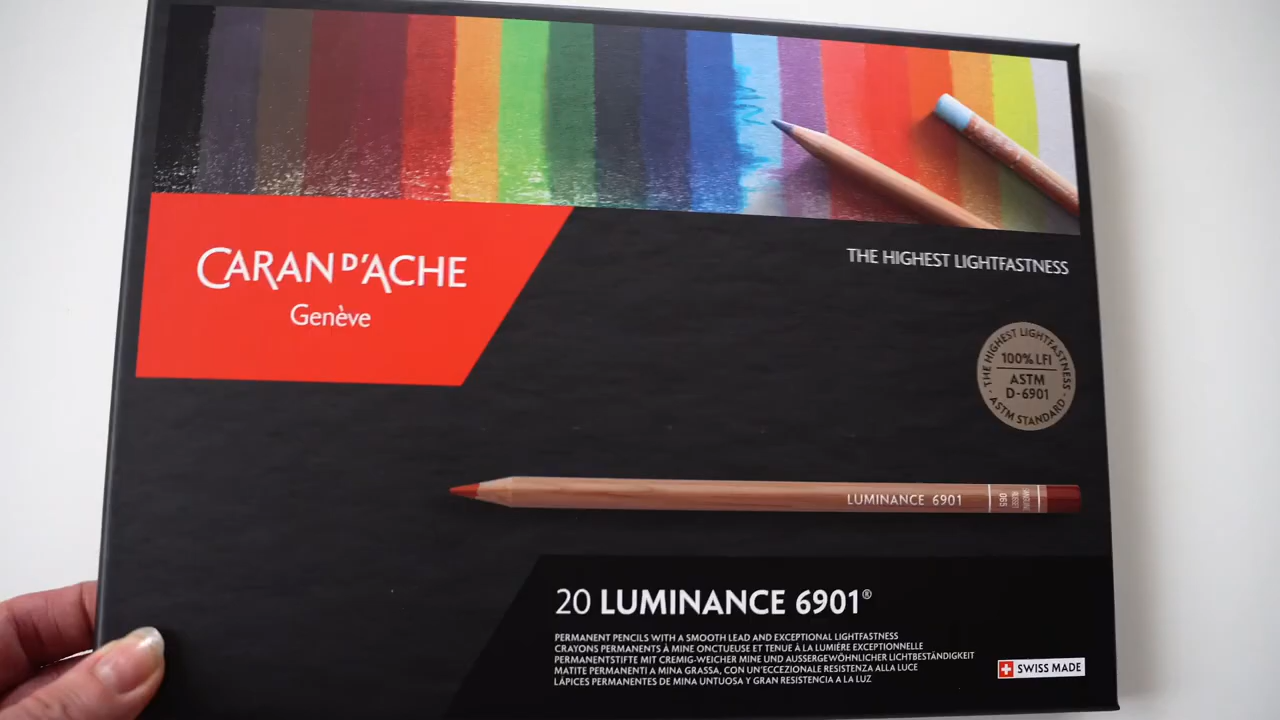 CARAN D'ACHE
Genève
THE HIGHEST LIGHTFASTNESS
· THE HIGHEST LIGHTFASTNESS ·
100% LFI
ASTM
D-6901
ASTM STANDARD
LUMINANCE 6901
065
20 LUMINANCE 6901®
PERMANENT PENCILS WITH A SMOOTH LEAD AND EXCEPTIONAL LIGHTFASTNESS
CRAYONS PERMANENTS À MINE ONCTUEUSE ET TENUE À LA LUMIÈRE EXCEPTIONNELLE
PERMANENTSTIFTE MIT CREMIG-WEICHER MINE UND AUSSERGEWÖHNLICHER LICHTBESTÄNDIGKEIT
MATITE PERMANENTI A MINA GRASSA, CON UN'ECCEZIONALE RESISTENZA ALLA LUCE
LÁPICES PERMANENTES DE MINA UNTUOSA Y GRAN RESISTENCIA A LA LUZ
SWISS MADE